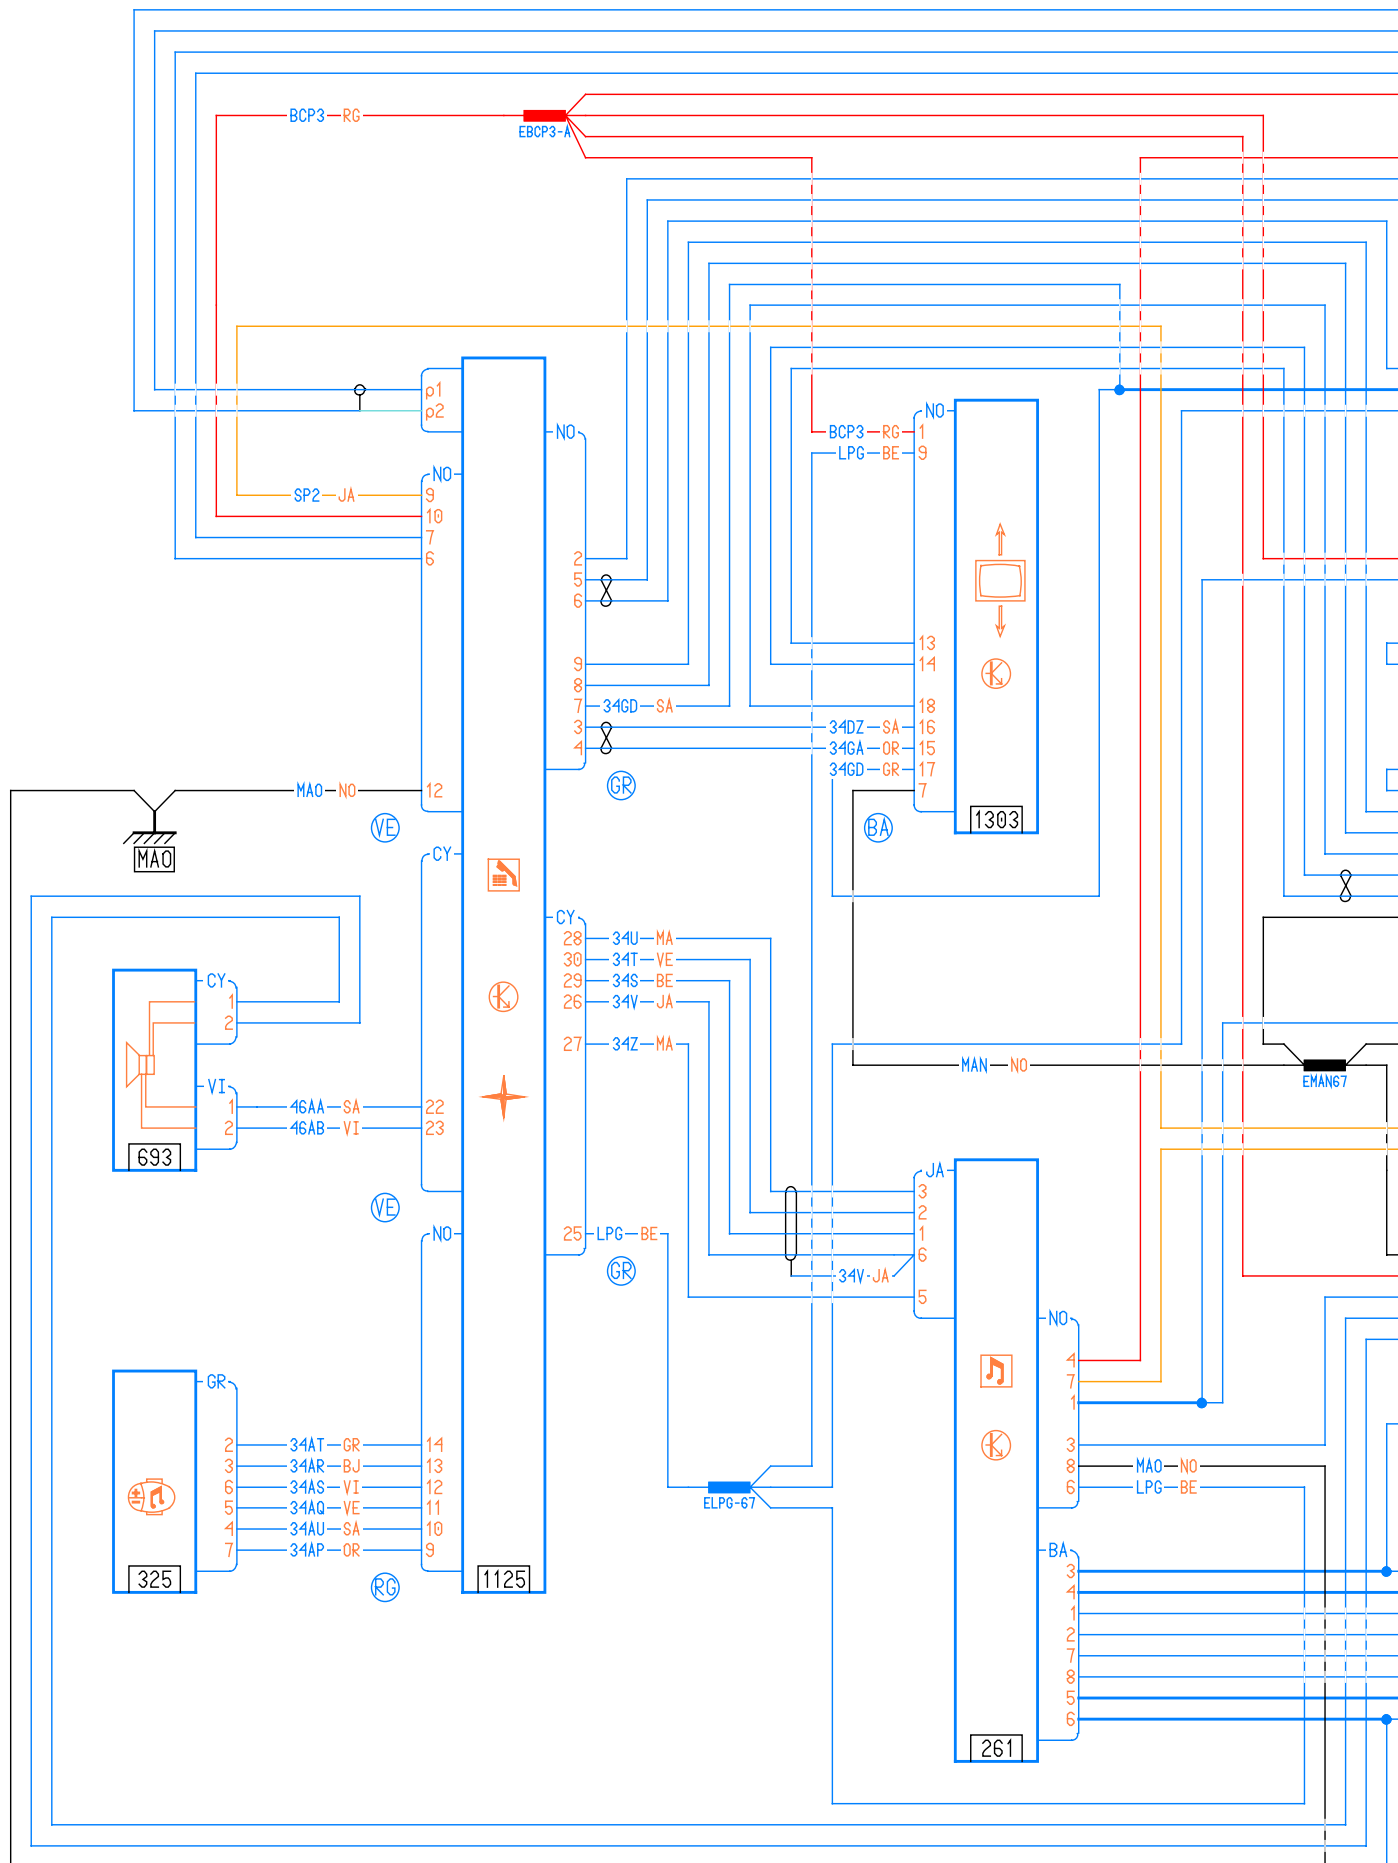 BCP3 RG
EBCP3-A
p1
p2
NO
SP2 JA 9
10
7
6
MAO NO 12
VE
MAO
NO
2
5
6
9
8
7 34GD SA
3
4
GR
NO
BCP3 RG 1
LPG BE 9
13
14
18
34DZ SA 16
34GA OR 15
34GD GR 17
7
BA
1303
CY
CY
28 34U MA
30 34T VE
29 34S BE
26 34V JA
27 34Z MA
CY
1
2
VI
1 46AA SA 22
2 46AB VI 23
693
VE
MAN NO
EMAN67
NO
25 LPG BE
GR
JA
3
2
1
6
34V JA
5
NO
4
7
1
3
8 MAO NO
6 LPG BE
ELPG-67
GR
2 34AT GR 14
3 34AR BJ 13
6 34AS VI 12
5 34AQ VE 11
4 34AU SA 10
7 34AP OR 9
325
RG
1125
BA
3
4
1
2
7
8
5
6
261